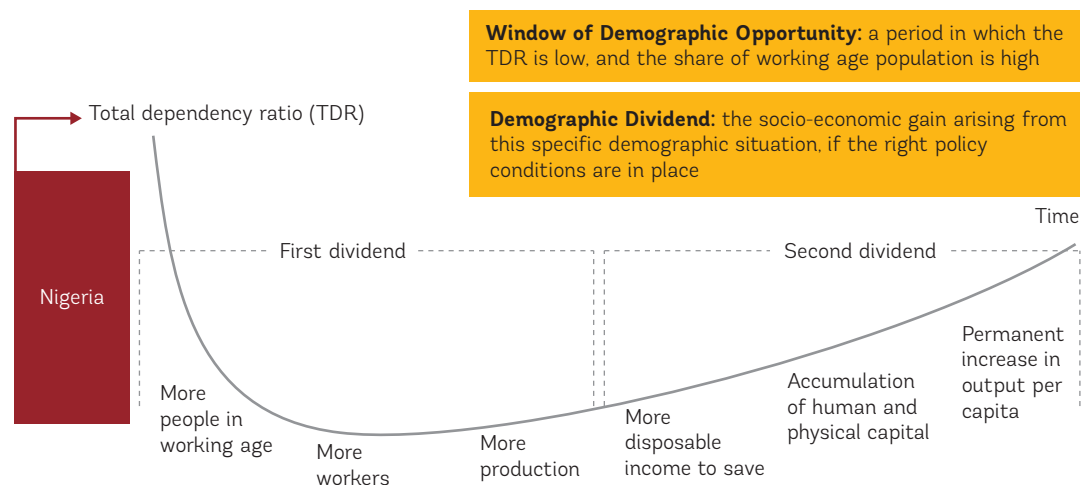 Window of Demographic Opportunity: a period in which the
TDR is low, and the share of working age population is high
Demographic Dividend: the socio-economic gain arising from
this specific demographic situation, if the right policy
conditions are in place
Total dependency ratio (TDR)
Time
First dividend
Second dividend
Nigeria
More
people in
working age
More
workers
More
production
More
disposable
income to save
Accumulation
of human and
physical capital
Permanent
increase in
output per
capita